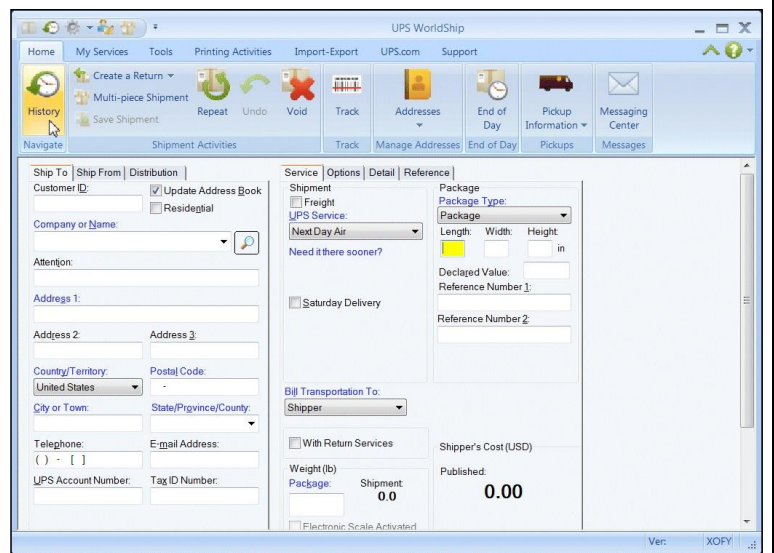 UPS WorldShip
Home My Services Tools Printing Activities Import-Export UPS.com Support
History
Create a Return
Multi-piece Shipment
Save Shipment
Repeat Undo Void Track Addresses End of Day Pickup Information Messaging Center
Navigate Shipment Activities Track Manage Addresses End of Day Pickups Messages
Ship To Ship From Distribution
Customer ID:
Update Address Book
Residential
Company or Name:
Attention:
Address 1:
Address 2: Address 3:
Country/Territory: Postal Code:
United States -
City or Town: State/Province/County:
Telephone: E-mail Address:
( ) - [ ]
UPS Account Number: Tax ID Number:
Service Options Detail Reference
Shipment
Freight
UPS Service:
Next Day Air
Need it there sooner?
Saturday Delivery
Package
Package Type:
Package
Length: Width: Height:
in
Declared Value:
Reference Number 1:
Reference Number 2:
Bill Transportation To:
Shipper
With Return Services
Weight (lb)
Package: Shipment:
0.0
Electronic Scale Activated
Shipper's Cost (USD)
Published:
0.00
Ver: XOFY